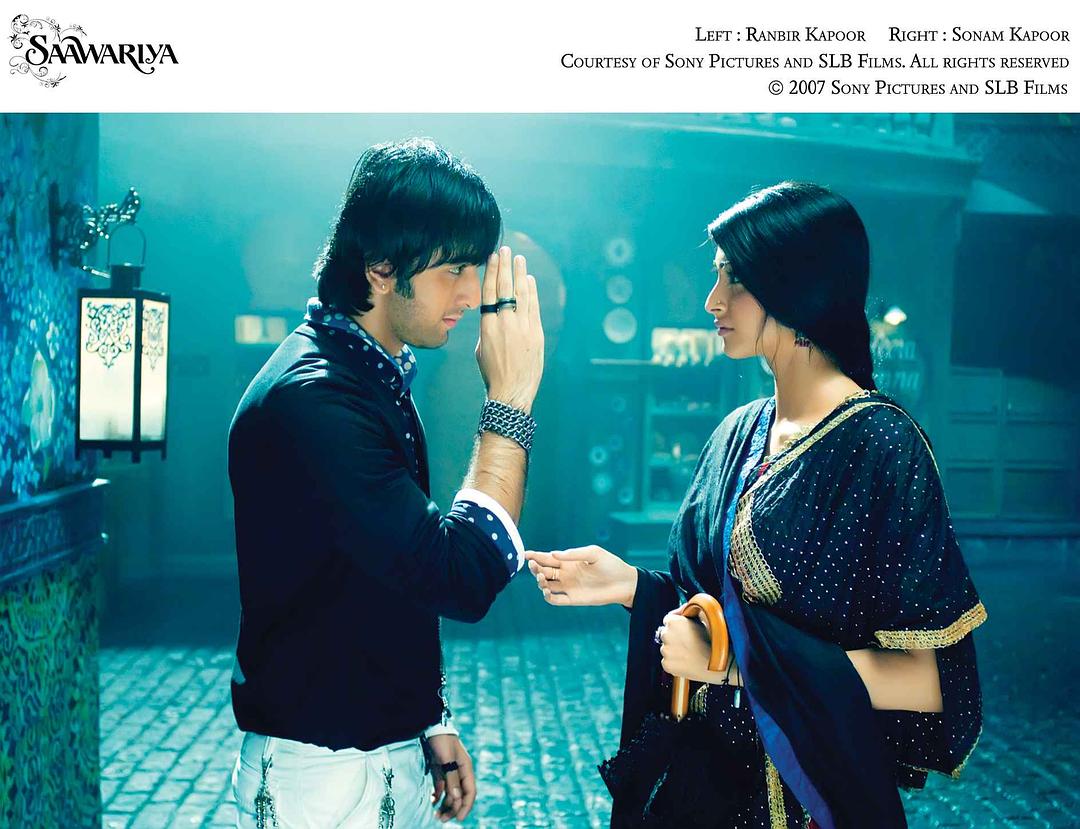 Saawariya
Left : Ranbir Kapoor Right : Sonam Kapoor
Courtesy of Sony Pictures and SLB Films. All rights reserved
© 2007 Sony Pictures and SLB Films